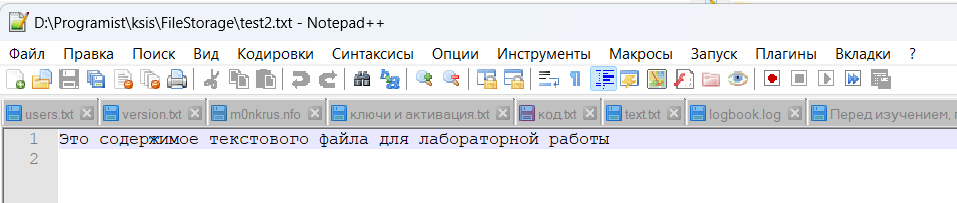 D:\Programist\ksis\FileStorage\test2.txt - Notepad++
Файл Правка Поиск Вид Кодировки Синтаксисы Опции Инструменты Макросы Запуск Плагины Вкладки ?
users.txt version.txt m0nkrus.nfo ключи и активация.txt код.txt text.txt logbook.log Перед изучением,
1 Это содержимое текстового файла для лабораторной работы
2